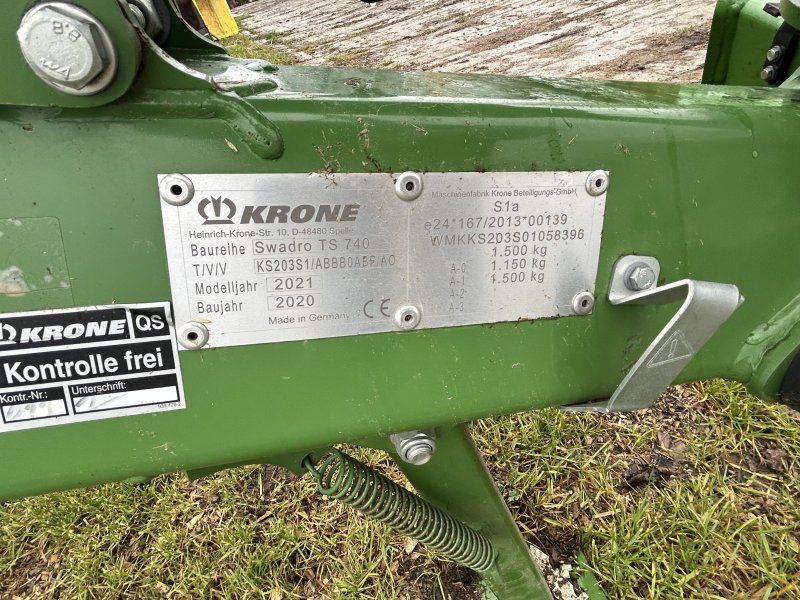 8.8
KRONE
Heinrich-Krone-Str. 10, D-48480 Spelle
Baureihe Swadro TS 740
T/V/V KS203S1/ABBB0ABF/AO
Modelljahr 2021
Baujahr 2020
Made in Germany CE
Maschinenfabrik Krone Beteiligungs-GmbH
S1a
e24*167/2013*00139
WMKKS203S01058396
1.500 kg
A-0: 1.150 kg
A-1: 1.500 kg
A-2:
A-3:
KRONE QS
Kontrolle frei
Kontr.-Nr.: Unterschrift: